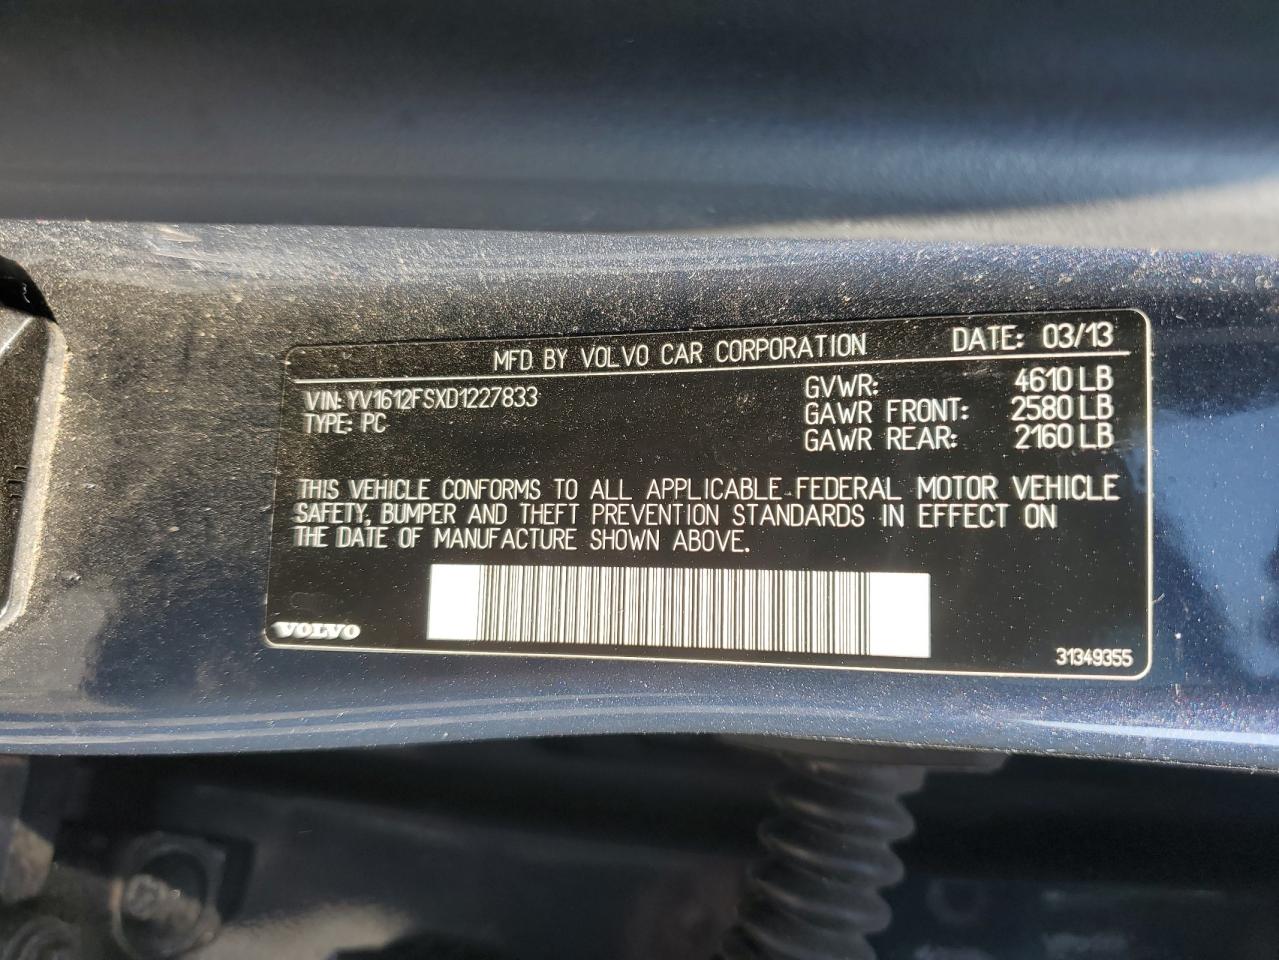 MFD BY VOLVO CAR CORPORATION DATE: 03/13
VIN: YV1612FSXD1227833 GVWR: 4610 LB
TYPE: PC GAWR FRONT: 2580 LB
GAWR REAR: 2160 LB
THIS VEHICLE CONFORMS TO ALL APPLICABLE FEDERAL MOTOR VEHICLE
SAFETY, BUMPER AND THEFT PREVENTION STANDARDS IN EFFECT ON
THE DATE OF MANUFACTURE SHOWN ABOVE.
VOLVO
31349355